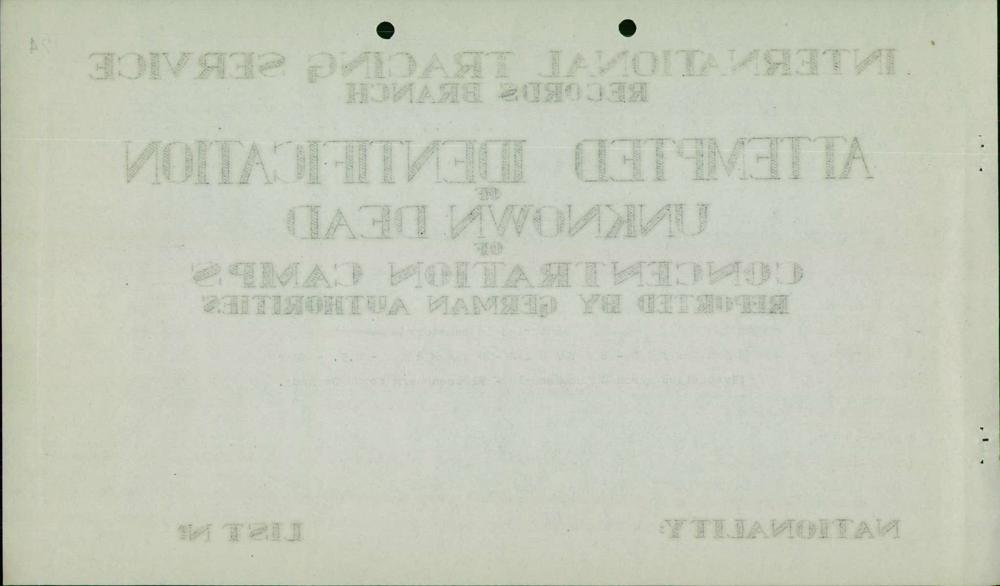 INTERNATIONAL TRACING SERVICE
RECORDS BRANCH
ATTEMPTED IDENTIFICATION
OF
UNKNOWN DEAD
OF
CONCENTRATION CAMPS
REPORTED BY GERMAN AUTHORITIES
NATIONALITY: LIST Nº